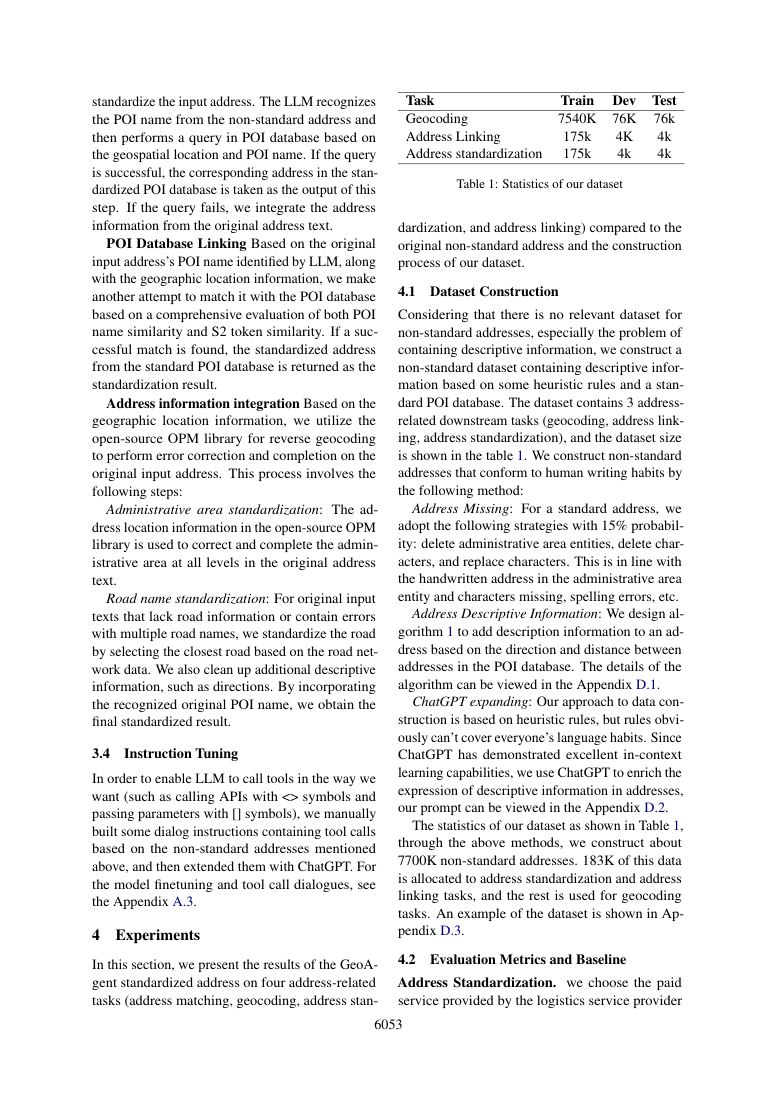 standardize the input address. The LLM recognizes
the POI name from the non-standard address and
then performs a query in POI database based on
the geospatial location and POI name. If the query
is successful, the corresponding address in the stan-
dardized POI database is taken as the output of this
step. If the query fails, we integrate the address
information from the original address text.
POI Database Linking Based on the original
input address's POI name identified by LLM, along
with the geographic location information, we make
another attempt to match it with the POI database
based on a comprehensive evaluation of both POI
name similarity and S2 token similarity. If a suc-
cessful match is found, the standardized address
from the standard POI database is returned as the
standardization result.
Address information integration Based on the
geographic location information, we utilize the
open-source OPM library for reverse geocoding
to perform error correction and completion on the
original input address. This process involves the
following steps:
Administrative area standardization: The ad-
dress location information in the open-source OPM
library is used to correct and complete the admin-
istrative area at all levels in the original address
text.
Road name standardization: For original input
texts that lack road information or contain errors
with multiple road names, we standardize the road
by selecting the closest road based on the road net-
work data. We also clean up additional descriptive
information, such as directions. By incorporating
the recognized original POI name, we obtain the
final standardized result.
3.4 Instruction Tuning
In order to enable LLM to call tools in the way we
want (such as calling APIs with <> symbols and
passing parameters with [] symbols), we manually
built some dialog instructions containing tool calls
based on the non-standard addresses mentioned
above, and then extended them with ChatGPT. For
the model finetuning and tool call dialogues, see
the Appendix A.3.
4 Experiments
In this section, we present the results of the GeoA-
gent standardized address on four address-related
tasks (address matching, geocoding, address stan-
Task Train Dev Test
Geocoding 7540K 76K 76k
Address Linking 175k 4K 4k
Address standardization 175k 4k 4k
Table 1: Statistics of our dataset
dardization, and address linking) compared to the
original non-standard address and the construction
process of our dataset.
4.1 Dataset Construction
Considering that there is no relevant dataset for
non-standard addresses, especially the problem of
containing descriptive information, we construct a
non-standard dataset containing descriptive infor-
mation based on some heuristic rules and a stan-
dard POI database. The dataset contains 3 address-
related downstream tasks (geocoding, address link-
ing, address standardization), and the dataset size
is shown in the table 1. We construct non-standard
addresses that conform to human writing habits by
the following method:
Address Missing: For a standard address, we
adopt the following strategies with 15% probabil-
ity: delete administrative area entities, delete char-
acters, and replace characters. This is in line with
the handwritten address in the administrative area
entity and characters missing, spelling errors, etc.
Address Descriptive Information: We design al-
gorithm 1 to add description information to an ad-
dress based on the direction and distance between
addresses in the POI database. The details of the
algorithm can be viewed in the Appendix D.1.
ChatGPT expanding: Our approach to data con-
struction is based on heuristic rules, but rules obvi-
ously can't cover everyone's language habits. Since
ChatGPT has demonstrated excellent in-context
learning capabilities, we use ChatGPT to enrich the
expression of descriptive information in addresses,
our prompt can be viewed in the Appendix D.2.
The statistics of our dataset as shown in Table 1,
through the above methods, we construct about
7700K non-standard addresses. 183K of this data
is allocated to address standardization and address
linking tasks, and the rest is used for geocoding
tasks. An example of the dataset is shown in Ap-
pendix D.3.
4.2 Evaluation Metrics and Baseline
Address Standardization. we choose the paid
service provided by the logistics service provider
6053